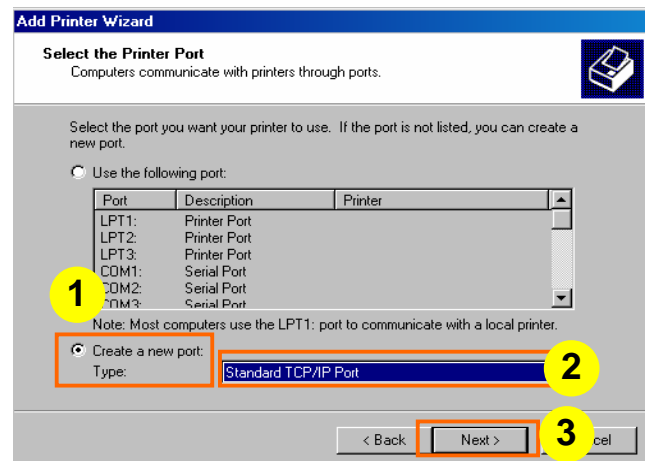 Add Printer Wizard
Select the Printer Port
Computers communicate with printers through ports.
Select the port you want your printer to use. If the port is not listed, you can create a
new port.
Use the following port:
Port Description Printer
LPT1: Printer Port
LPT2: Printer Port
LPT3: Printer Port
COM1: Serial Port
1 COM2: Serial Port
COM3: Serial Port
Note: Most computers use the LPT1: port to communicate with a local printer.
Create a new port:
Type: Standard TCP/IP Port 2
< Back Next > 3 cel